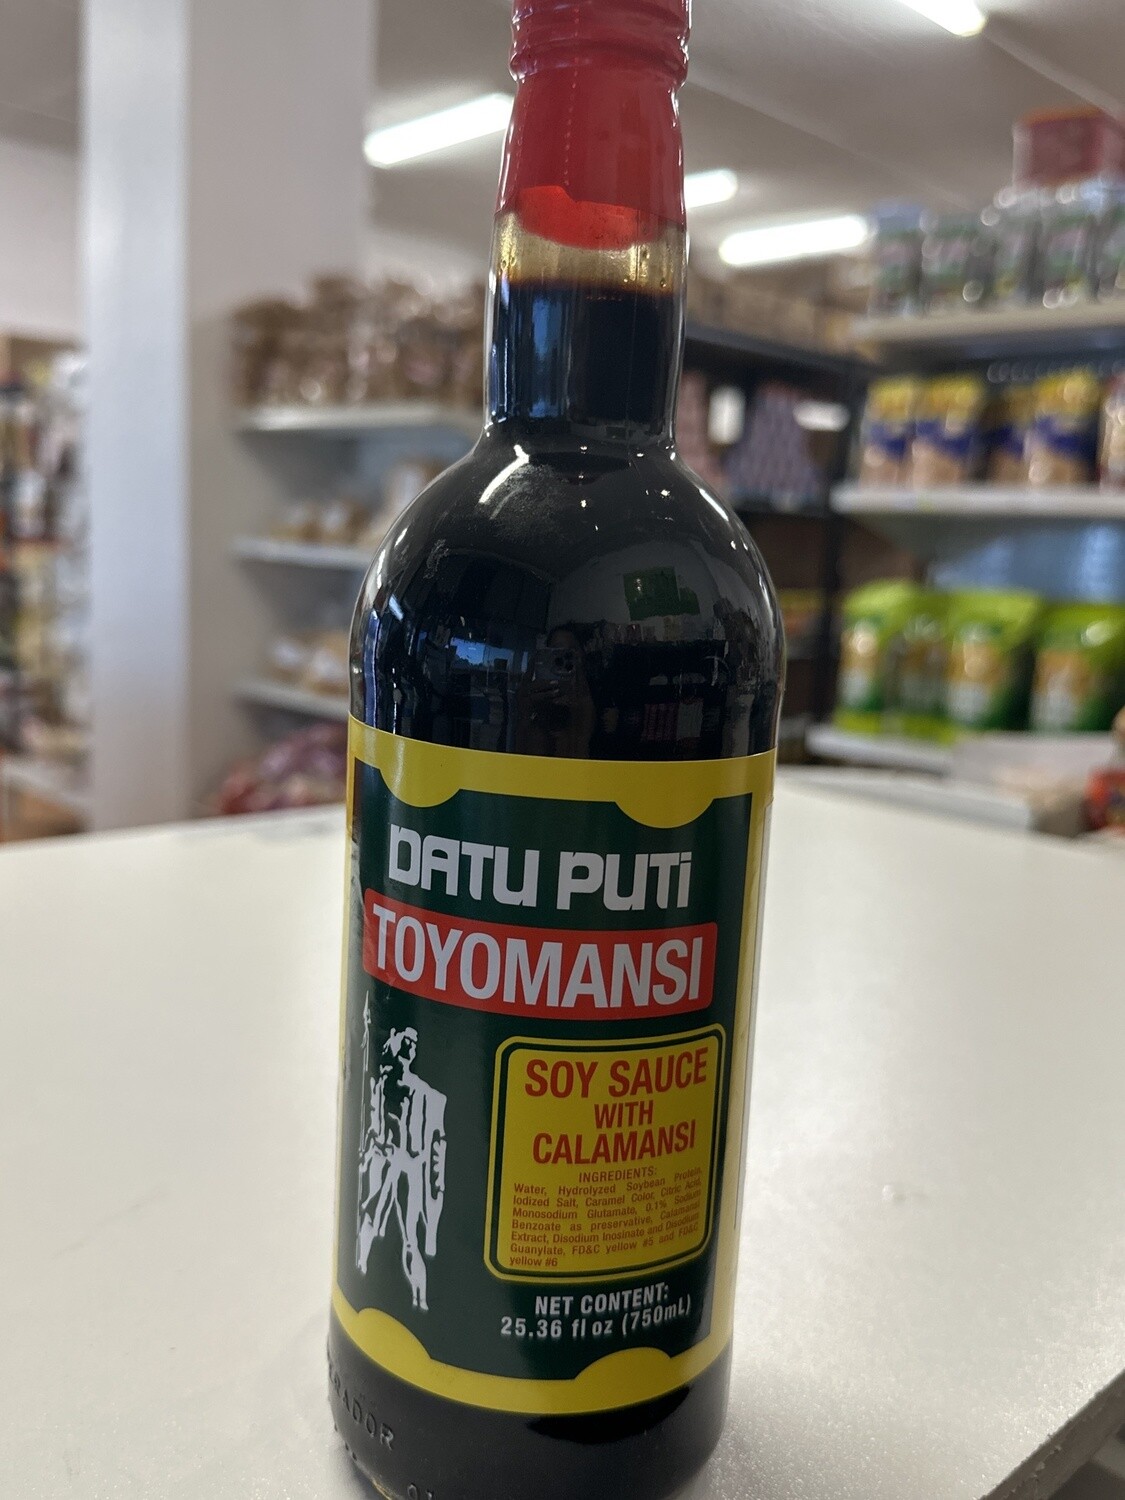 DATU PUTi
TOYOMANSI
SOY SAUCE
WITH
CALAMANSI
INGREDIENTS:
Water, Hydrolyzed Soybean Protein,
Iodized Salt, Caramel Color, Citric Acid,
Monosodium Glutamate, 0.1% Sodium
Benzoate as preservative, Calamansi
Extract, Disodium Inosinate and Disodium
Guanylate, FD&C yellow #5 and FD&C
yellow #6
NET CONTENT:
25.36 fl oz (750mL)
RADOR